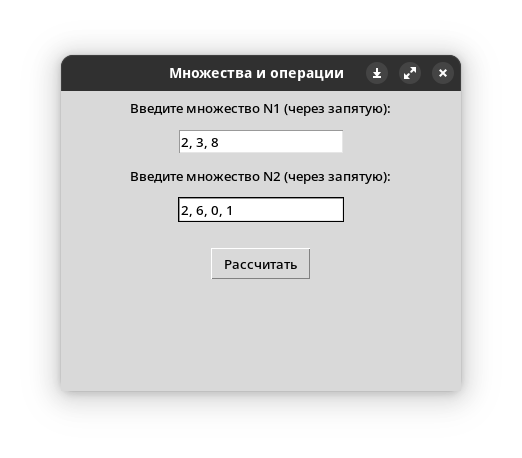 Множества и операции
Введите множество N1 (через запятую):
2, 3, 8
Введите множество N2 (через запятую):
2, 6, 0, 1
Рассчитать